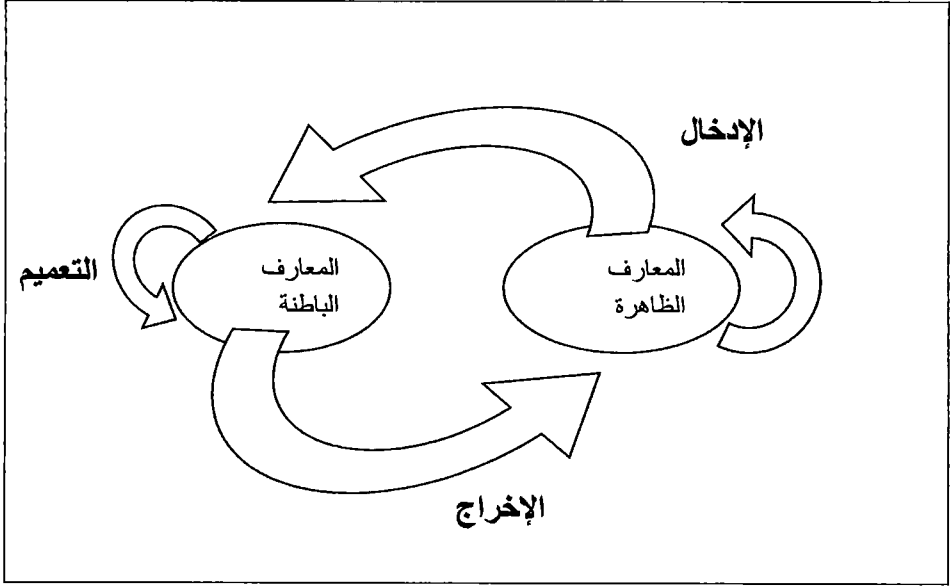 الإدخال
المعارف
الظاهرة
المعارف
الباطنة
التعميم
الإخراج